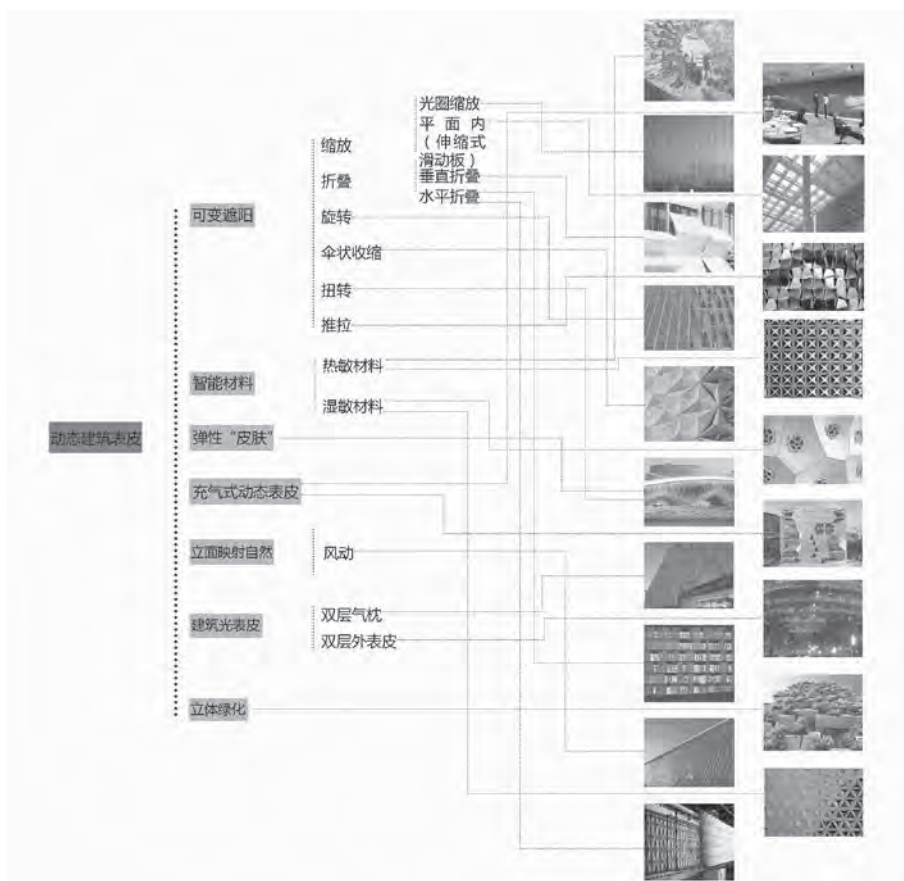 动态建筑表皮
可变遮阳
缩放
光圈缩放
平面内
（伸缩式
滑动板）
折叠
垂直折叠
水平折叠
旋转
伞状收缩
扭转
推拉
智能材料
热敏材料
湿敏材料
弹性“皮肤”
充气式动态表皮
立面映射自然
风动
建筑光表皮
双层气枕
双层外表皮
立体绿化